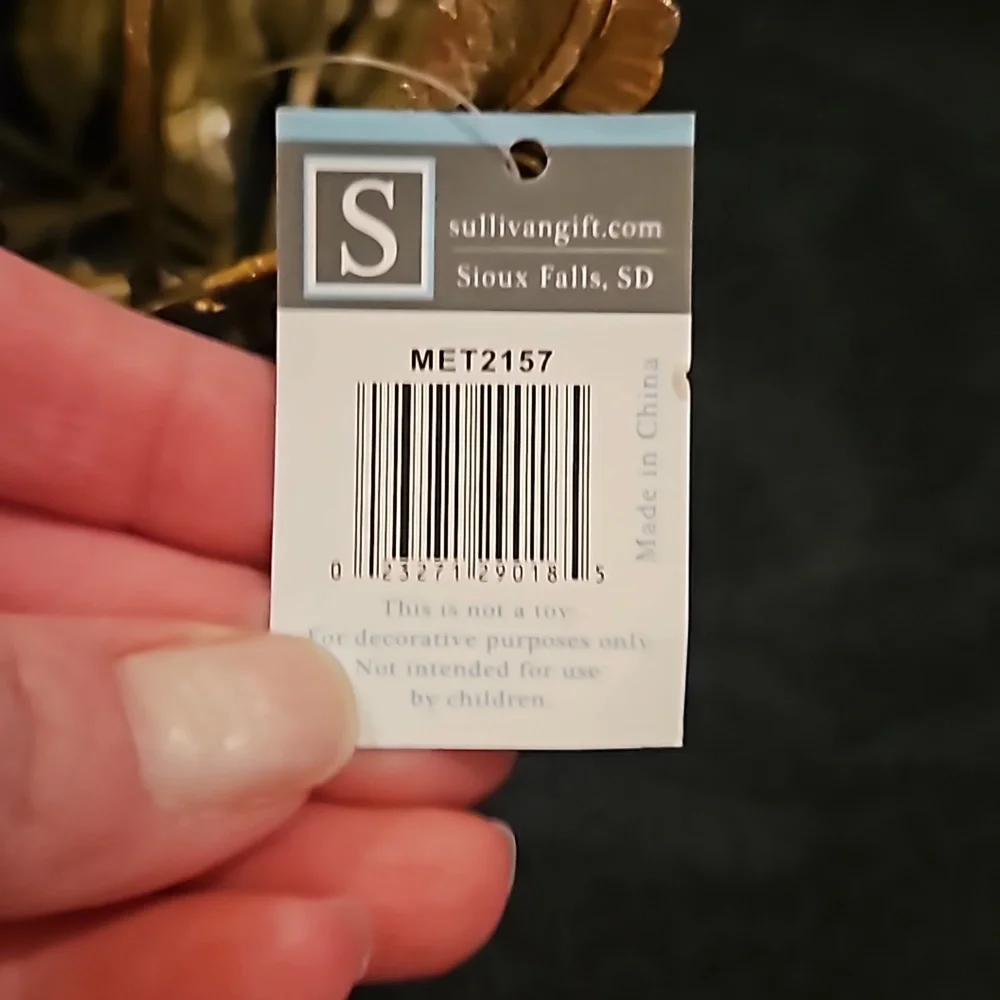 S
sullivangift.com
Sioux Falls, SD
MET2157
Made in China
0 23271 29018 5
This is not a toy
For decorative purposes only
Not intended for use
by children.